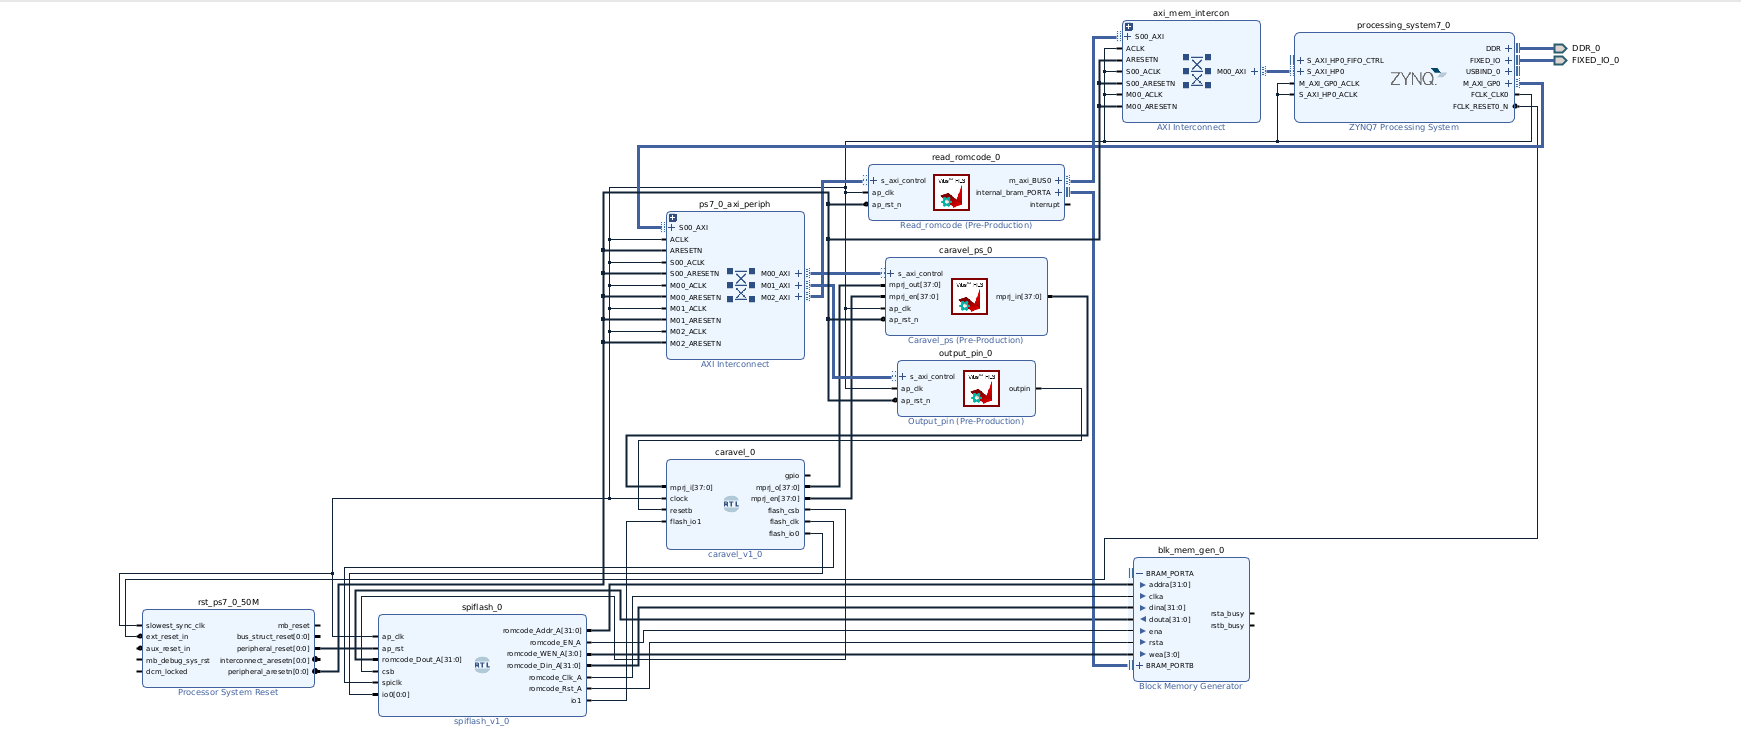 axi_mem_intercon
S00_AXI
ACLK
ARESETN
S00_ACLK
S00_ARESETN
M00_ACLK
M00_ARESETN
M00_AXI
AXI Interconnect
processing_system7_0
S_AXI_HP0_FIFO_CTRL
S_AXI_HP0
M_AXI_GP0_ACLK
S_AXI_HP0_ACLK
ZYNQ
DDR
FIXED_IO
USBIND_0
M_AXI_GP0
FCLK_CLK0
FCLK_RESET0_N
ZYNQ7 Processing System
DDR_0
FIXED_IO_0
read_romcode_0
s_axi_control
ap_clk
ap_rst_n
m_axi_BUS0
internal_bram_PORTA
interrupt
Read_romcode (Pre-Production)
ps7_0_axi_periph
S00_AXI
ACLK
ARESETN
S00_ACLK
S00_ARESETN
M00_ACLK
M00_ARESETN
M01_ACLK
M01_ARESETN
M02_ACLK
M02_ARESETN
M00_AXI
M01_AXI
M02_AXI
AXI Interconnect
caravel_ps_0
s_axi_control
mprj_out[37:0]
mprj_en[37:0]
ap_clk
ap_rst_n
mprj_in[37:0]
Caravel_ps (Pre-Production)
output_pin_0
s_axi_control
ap_clk
ap_rst_n
outpin
Output_pin (Pre-Production)
caravel_0
mprj_i[37:0]
clock
resetb
flash_io1
RTL
gpio
mprj_o[37:0]
mprj_en[37:0]
flash_csb
flash_clk
flash_io0
caravel_v1_0
rst_ps7_0_50M
slowest_sync_clk
ext_reset_in
aux_reset_in
mb_debug_sys_rst
dcm_locked
mb_reset
bus_struct_reset[0:0]
peripheral_reset[0:0]
interconnect_aresetn[0:0]
peripheral_aresetn[0:0]
Processor System Reset
spiflash_0
ap_clk
ap_rst
romcode_Dout_A[31:0]
csb
spiclk
io0[0:0]
RTL
romcode_Addr_A[31:0]
romcode_EN_A
romcode_WEN_A[3:0]
romcode_Din_A[31:0]
romcode_Clk_A
romcode_Rst_A
io1
spiflash_v1_0
blk_mem_gen_0
BRAM_PORTA
addra[31:0]
clka
dina[31:0]
douta[31:0]
ena
rsta
wea[3:0]
BRAM_PORTB
rsta_busy
rstb_busy
Block Memory Generator